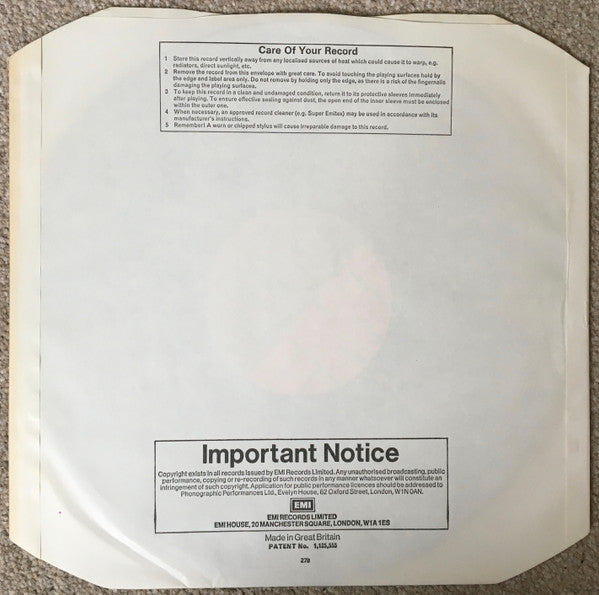 Care Of Your Record
1 Store this record vertically away from any localised sources of heat which could cause it to warp, e.g.
radiators, direct sunlight, etc.
2 Remove the record from this envelope with great care. To avoid touching the playing surfaces hold by
the edge and label area only. Do not remove by holding only the edge, as there is a risk of the fingernails
damaging the playing surfaces.
3 To keep this record in a clean and undamaged condition, return it to its protective sleeves immediately
after playing. To ensure effective sealing against dust, the open end of the inner sleeve must be enclosed
within the outer one.
4 When necessary, an approved record cleaner (e.g. Super Emitex) may be used in accordance with its
manufacturer's instructions.
5 Remember! A worn or chipped stylus will cause irreparable damage to this record.
Important Notice
Copyright exists in all records issued by EMI Records Limited. Any unauthorised broadcasting, public
performance, copying or re-recording of such records in any manner whatsoever will constitute an
infringement of such copyright. Application for public performance licences should be addressed to
Phonographic Performances Ltd., Evelyn House, 62 Oxford Street, London, W1N 0AN.
EMI
EMI RECORDS LIMITED
EMI HOUSE, 20 MANCHESTER SQUARE, LONDON, W1A 1ES
Made in Great Britain
PATENT No. 1,125,555
278